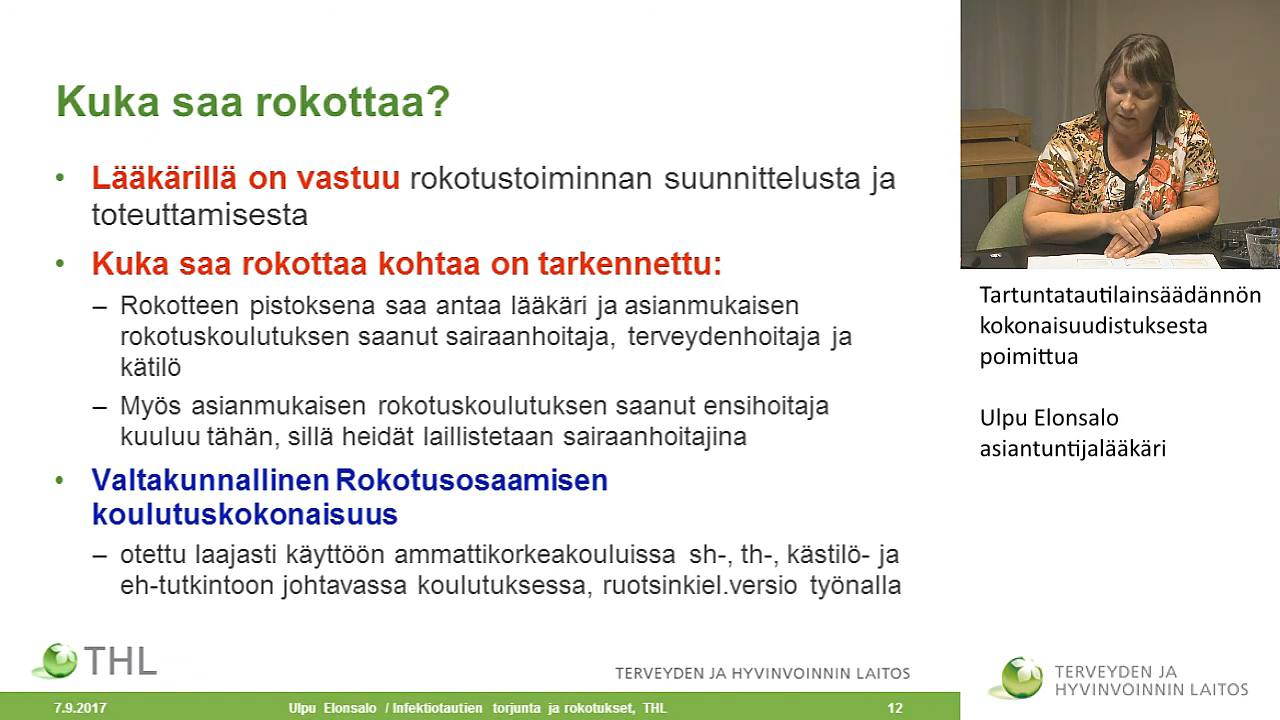 Kuka saa rokottaa?
• Lääkärillä on vastuu rokotustoiminnan suunnittelusta ja
toteuttamisesta
• Kuka saa rokottaa kohtaa on tarkennettu:
– Rokotteen pistoksena saa antaa lääkäri ja asianmukaisen
rokotuskoulutuksen saanut sairaanhoitaja, terveydenhoitaja ja
kätilö
– Myös asianmukaisen rokotuskoulutuksen saanut ensihoitaja
kuuluu tähän, sillä heidät laillistetaan sairaanhoitajina
• Valtakunnallinen Rokotusosaamisen
koulutuskokonaisuus
– otettu laajasti käyttöön ammattikorkeakouluissa sh-, th-, kästilö- ja
eh-tutkintoon johtavassa koulutuksessa, ruotsinkiel.versio työnalla
THL
TERVEYDEN JA HYVINVOINNIN LAITOS
7.9.2017 Ulpu Elonsalo / Infektiotautien torjunta ja rokotukset, THL 12
Tartuntatautilainsäädännön
kokonaisuudistuksesta
poimittua
Ulpu Elonsalo
asiantuntijalääkäri
TERVEYDEN JA
HYVINVOINNIN LAITOS